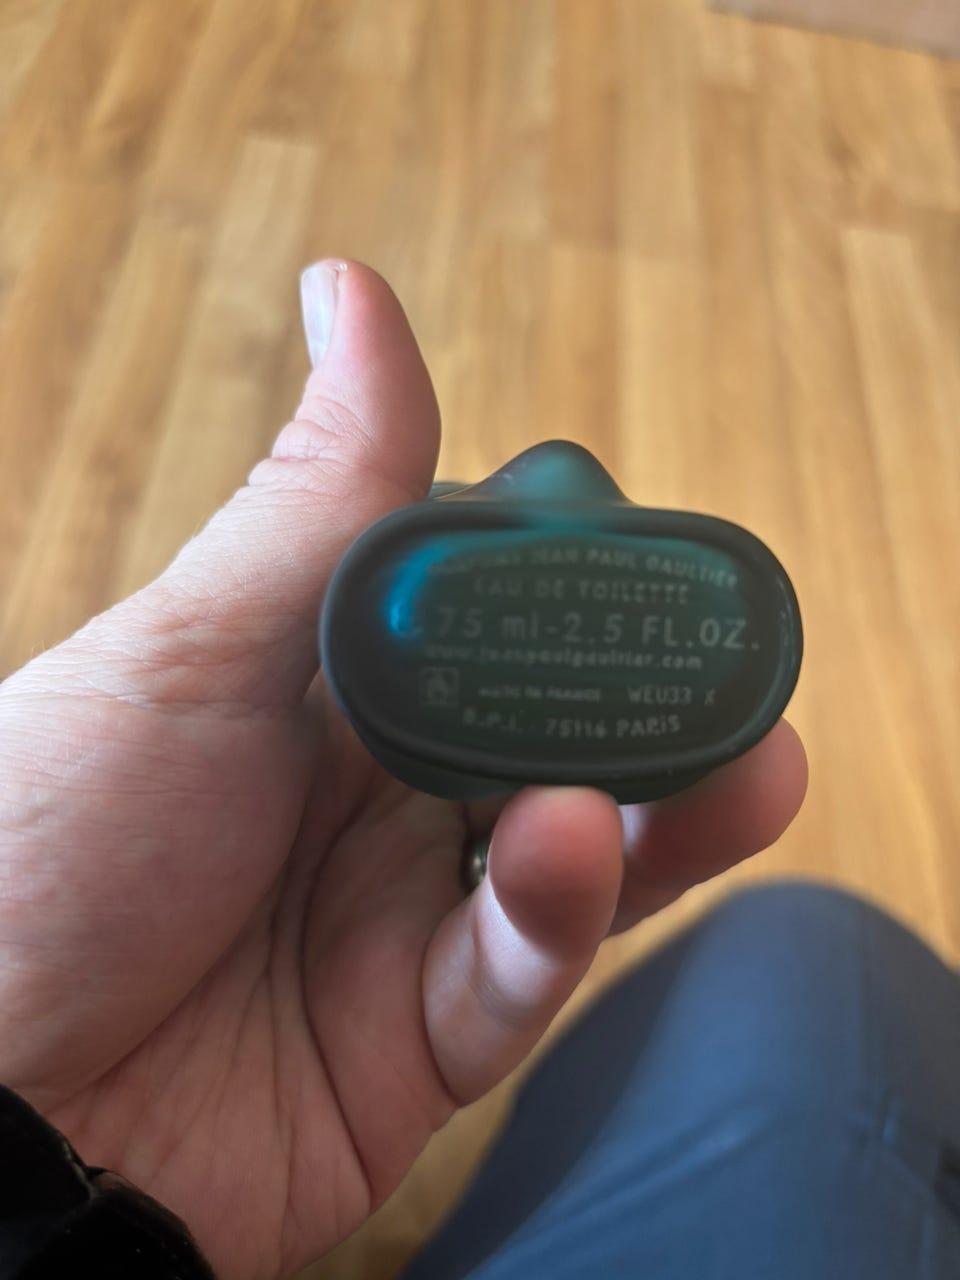 PARFUMS JEAN PAUL GAULTIER
EAU DE TOILETTE
75 ml-2.5 FL.OZ.
www.jeanpaulgaultier.com
MADE IN FRANCE WEU33 X
B.P.I. - 75116 PARIS